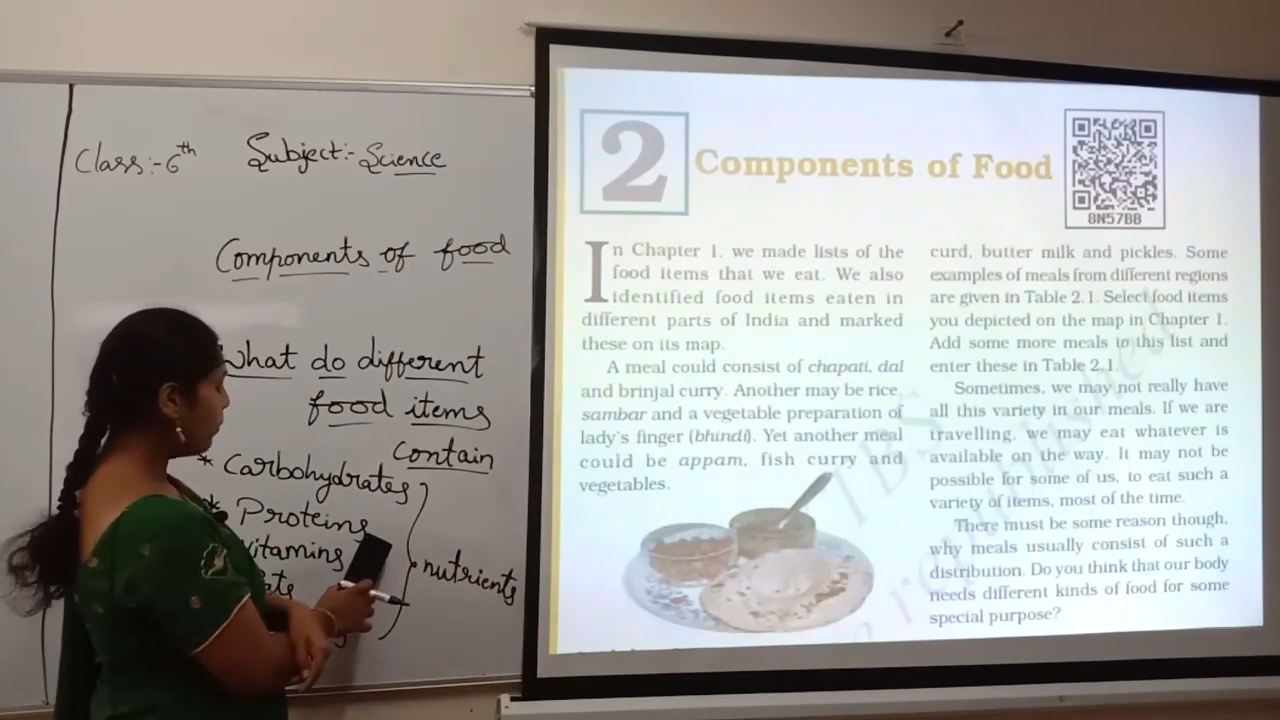 Class:-6th Subject:- Science
Components of food
What do different
food items
Contain
* Carbohydrates
* Proteins
vitamins
nutrients
2 Components of Food
8N57BB
In Chapter 1, we made lists of the
food items that we eat. We also
identified food items eaten in
different parts of India and marked
these on its map.
A meal could consist of chapati, dal
and brinjal curry. Another may be rice,
sambar and a vegetable preparation of
lady's finger (bhindi). Yet another meal
could be appam, fish curry and
vegetables.
curd, butter milk and pickles. Some
examples of meals from different regions
are given in Table 2.1. Select food items
you depicted on the map in Chapter 1.
Add some more meals to this list and
enter these in Table 2.1.
Sometimes, we may not really have
all this variety in our meals. If we are
travelling, we may eat whatever is
available on the way. It may not be
possible for some of us, to eat such a
variety of items, most of the time.
There must be some reason though,
why meals usually consist of such a
distribution. Do you think that our body
needs different kinds of food for some
special purpose?